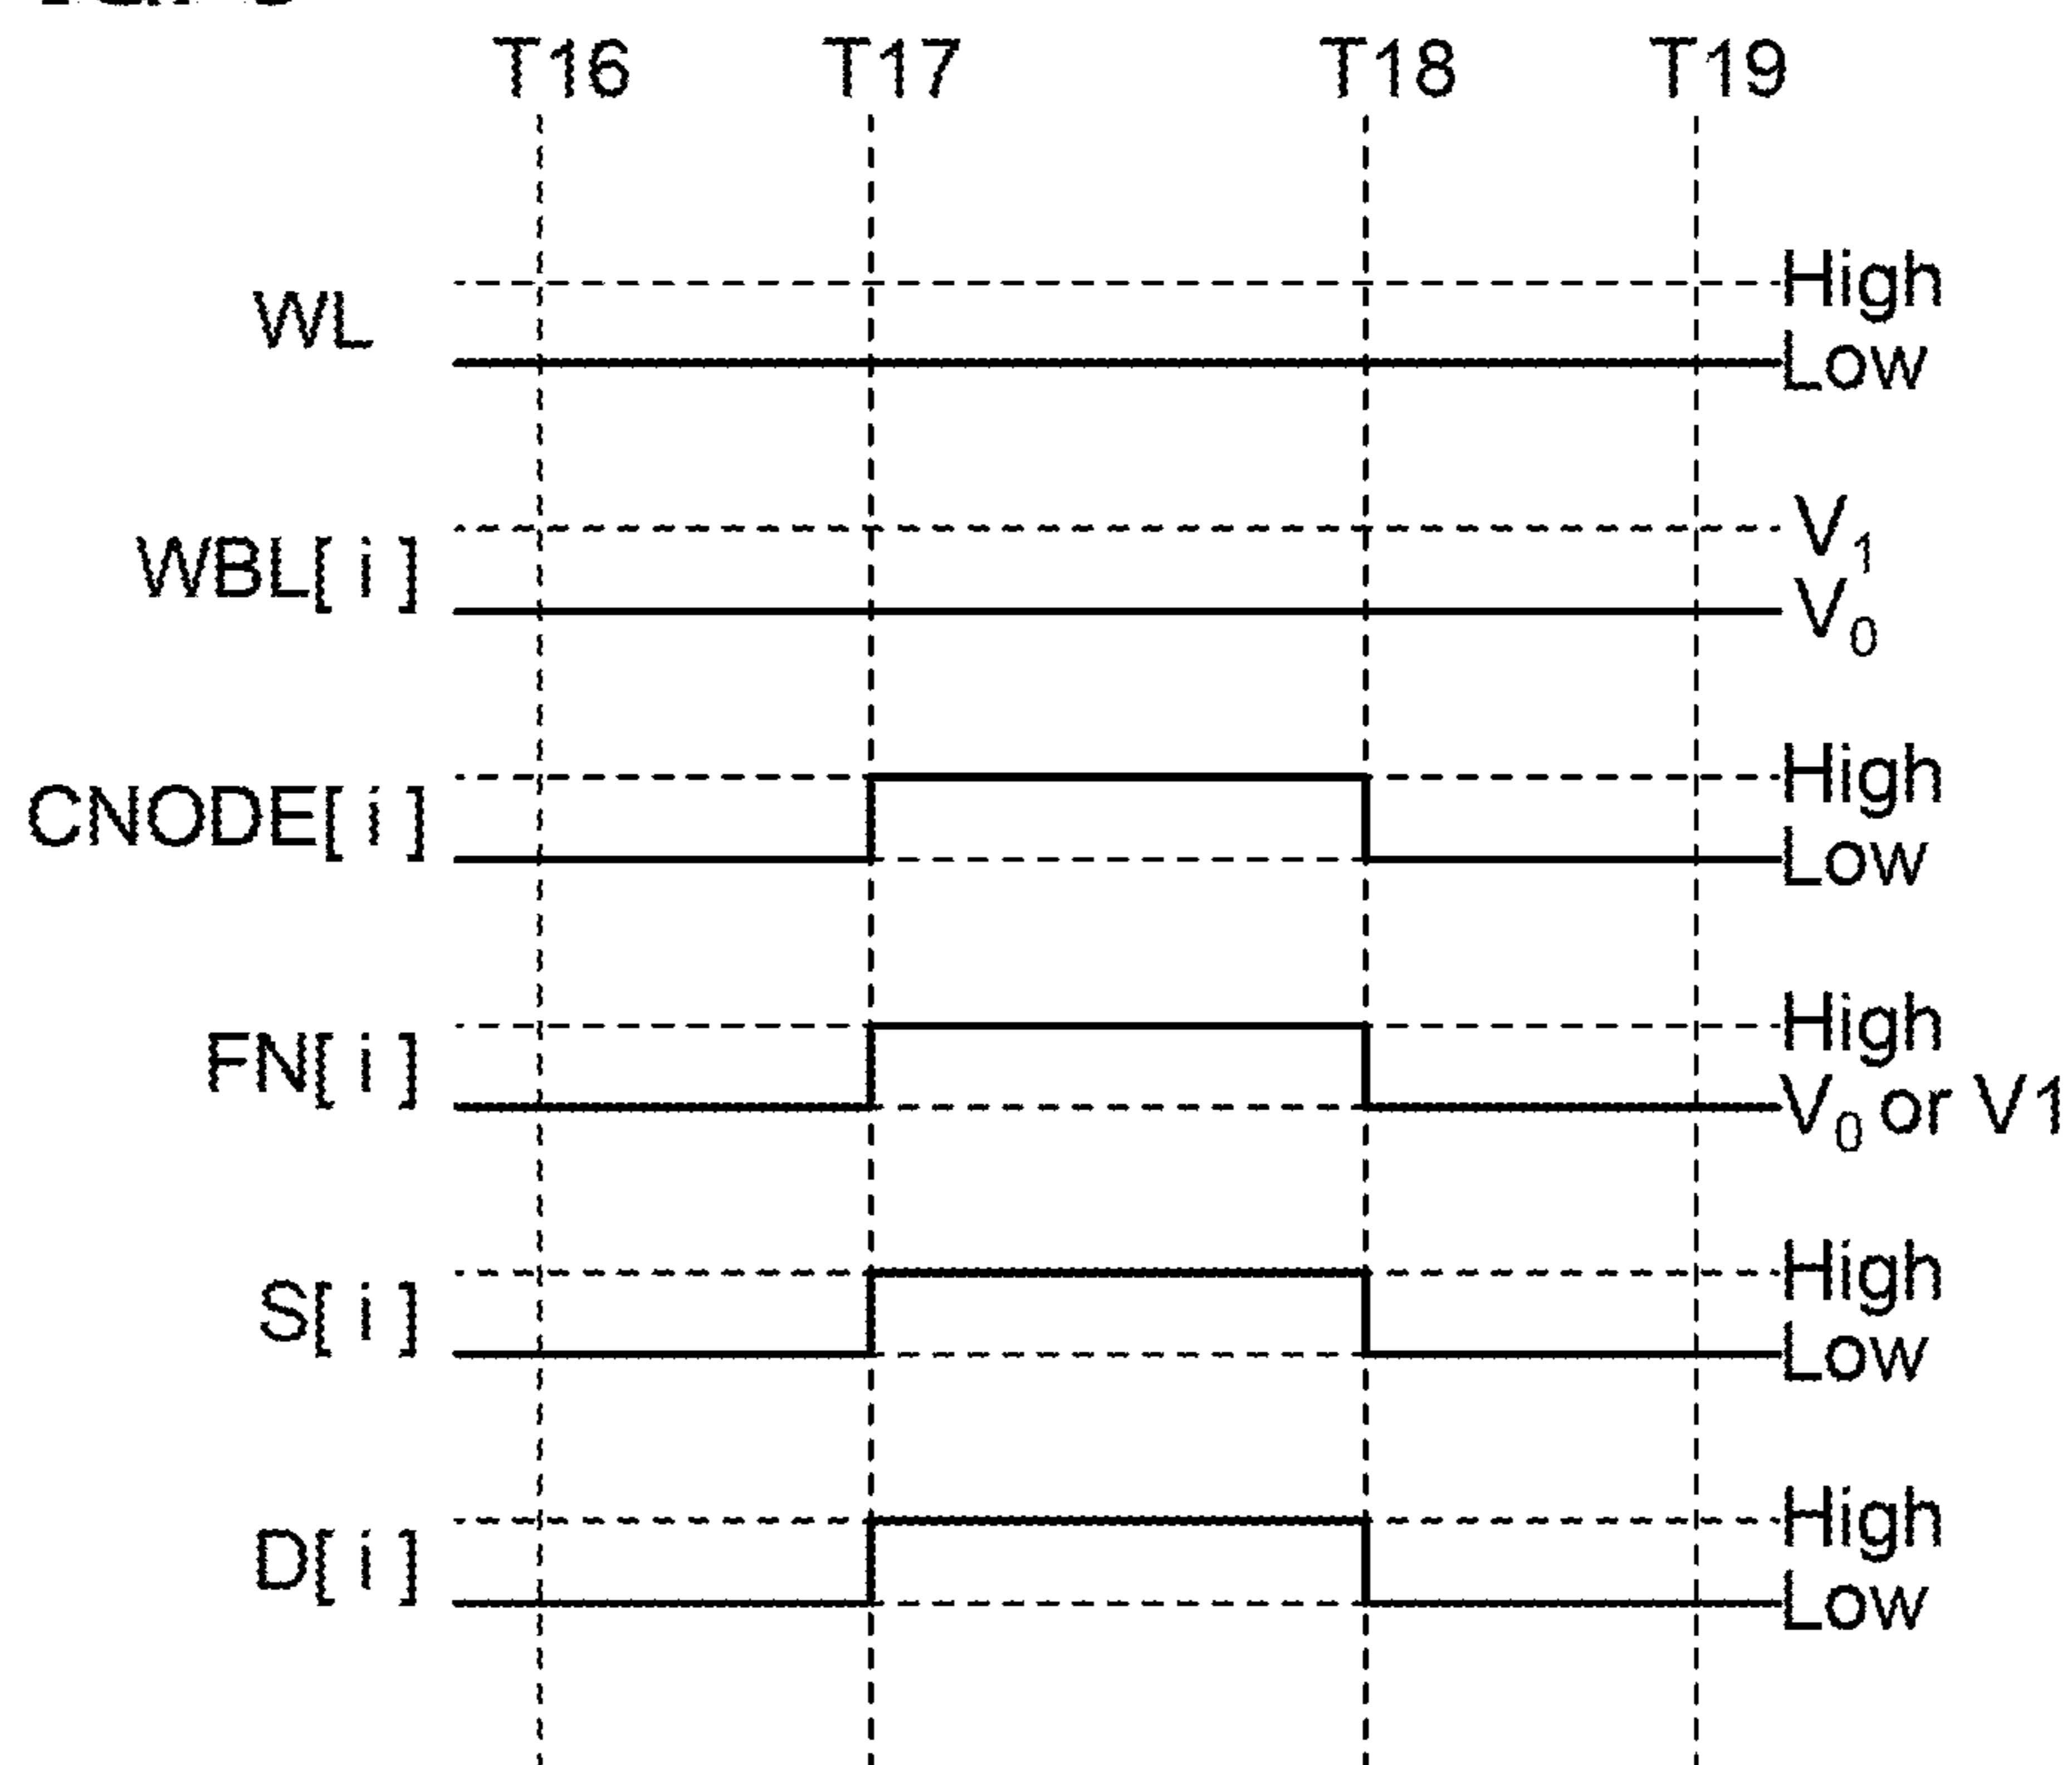 T16 T17 T18 T19
WL High
Low
WBL[ i ] V₁
V₀
CNODE[ i ] High
Low
FN[ i ] High
V₀ or V1
S[ i ] High
Low
D[ i ] High
Low